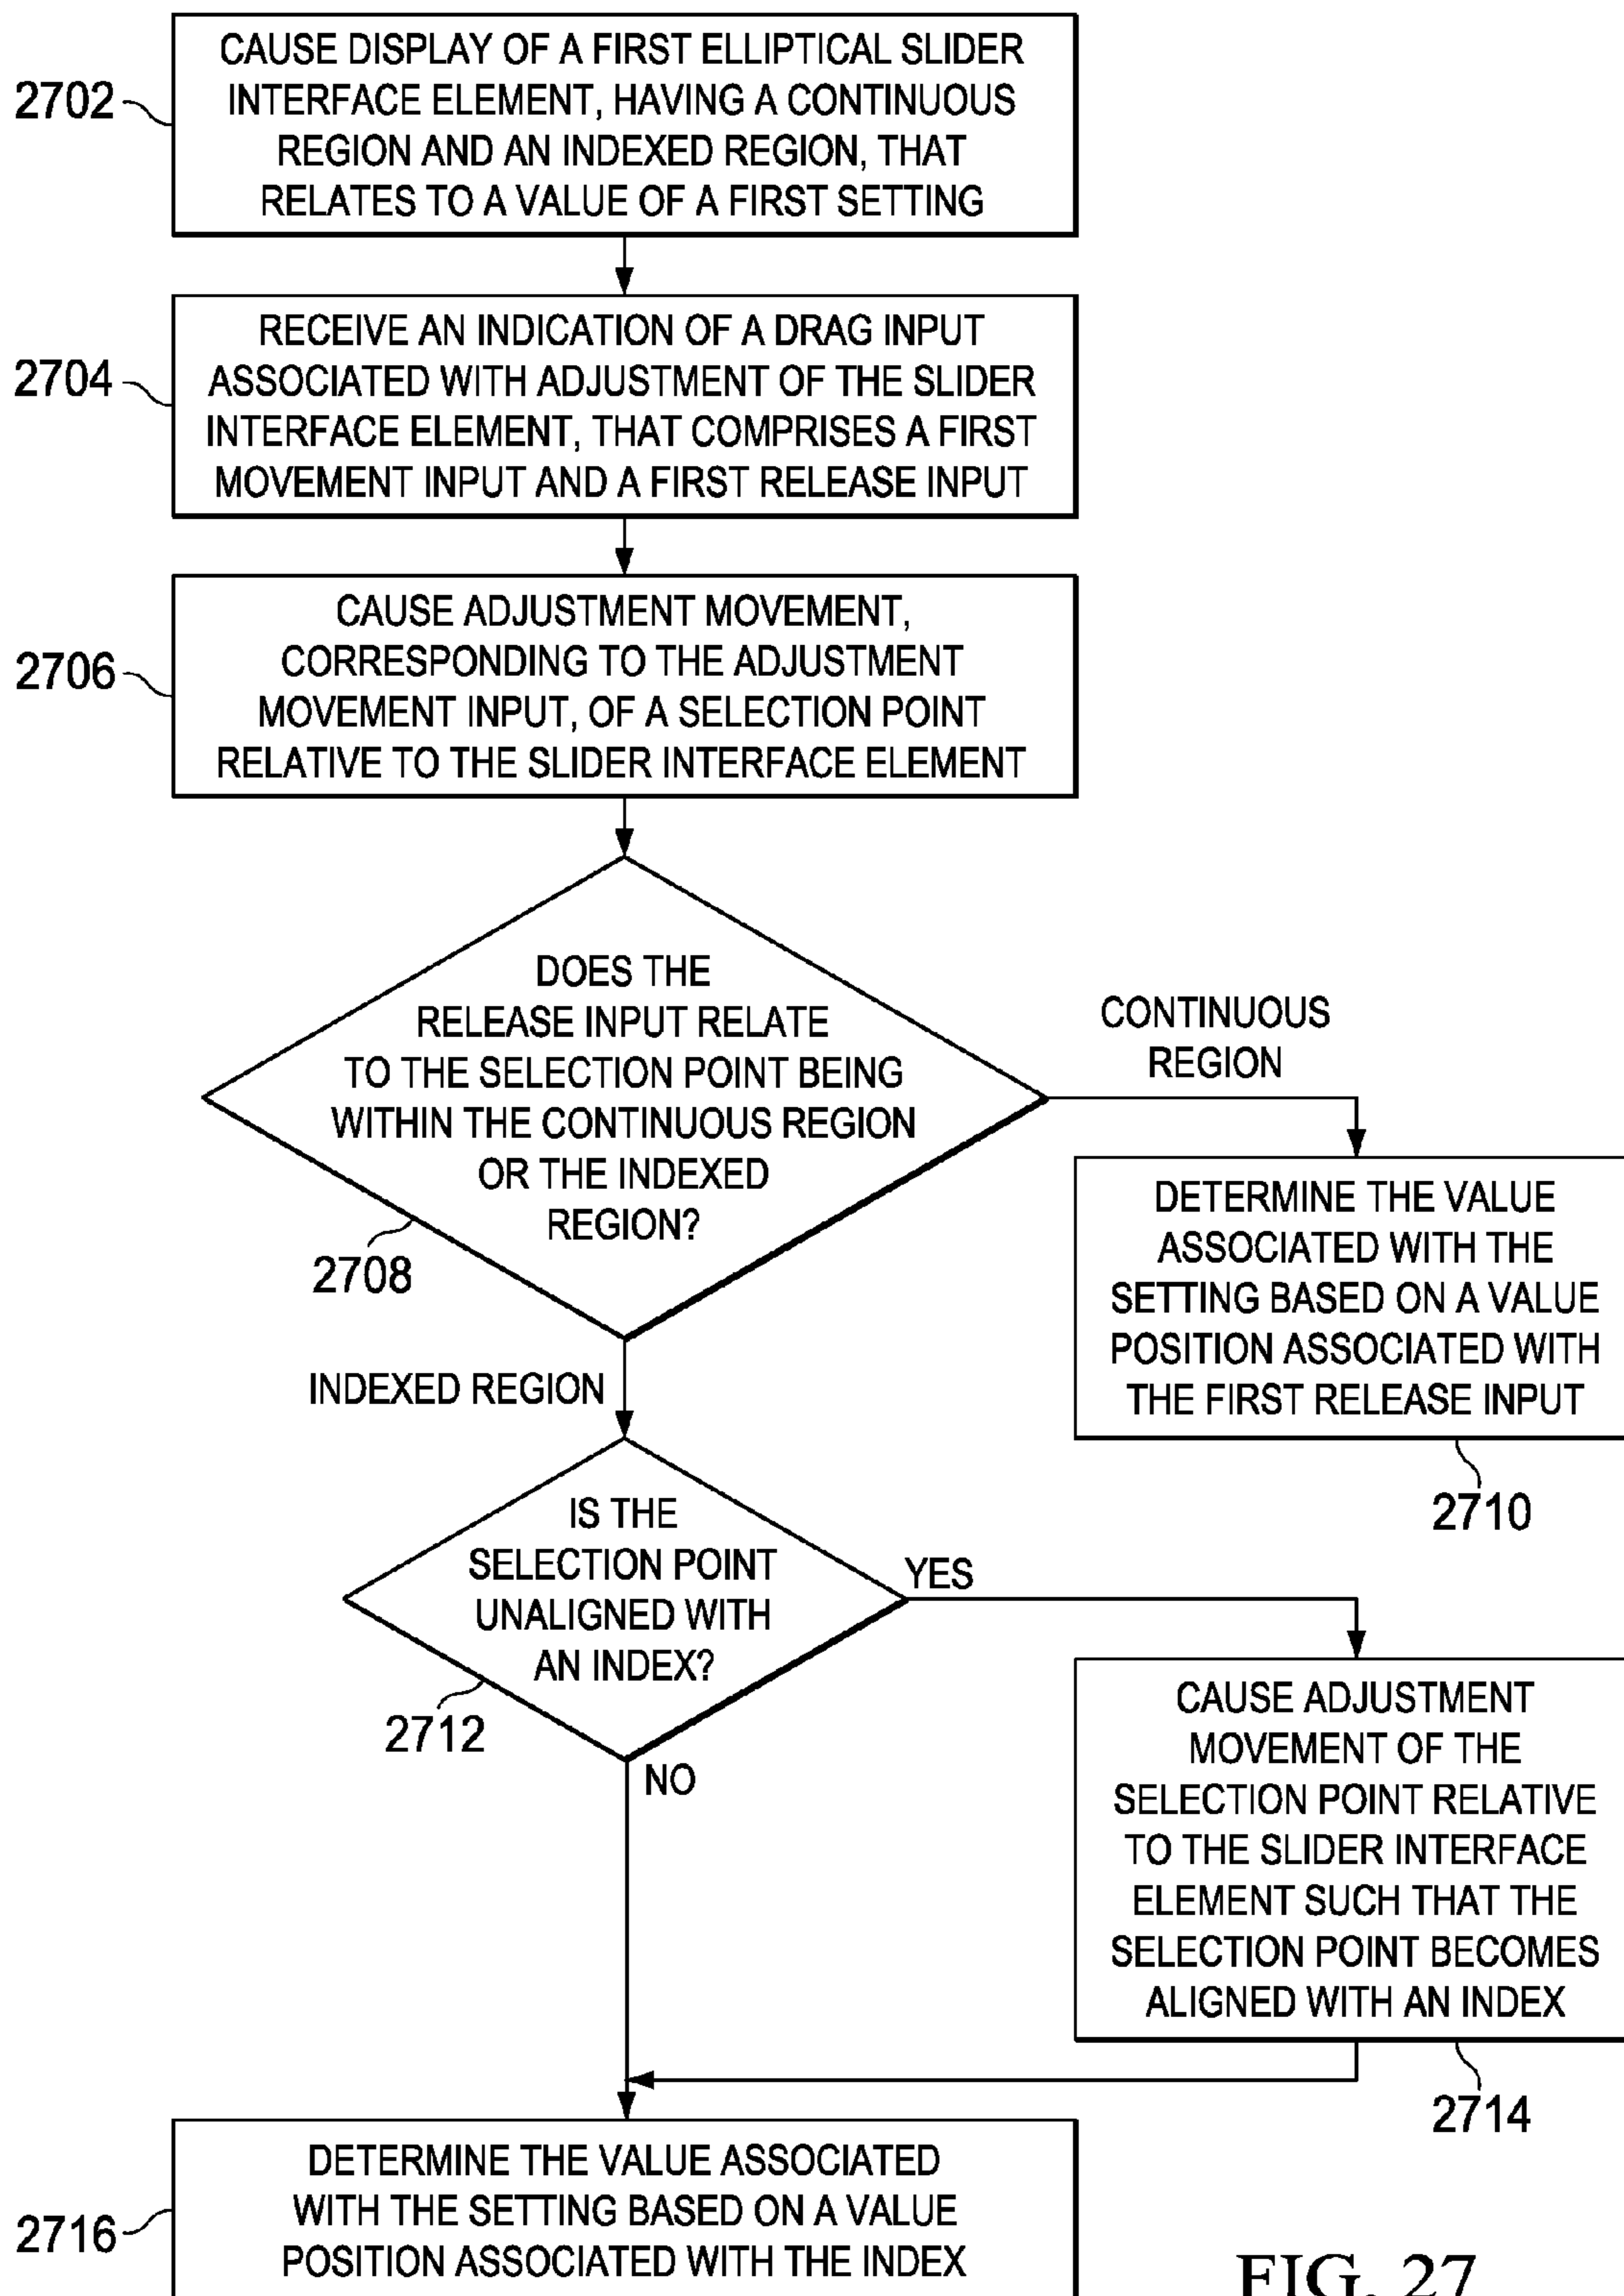 CAUSE DISPLAY OF A FIRST ELLIPTICAL SLIDER
INTERFACE ELEMENT, HAVING A CONTINUOUS
REGION AND AN INDEXED REGION, THAT
RELATES TO A VALUE OF A FIRST SETTING
2702
RECEIVE AN INDICATION OF A DRAG INPUT
ASSOCIATED WITH ADJUSTMENT OF THE SLIDER
INTERFACE ELEMENT, THAT COMPRISES A FIRST
MOVEMENT INPUT AND A FIRST RELEASE INPUT
2704
CAUSE ADJUSTMENT MOVEMENT,
CORRESPONDING TO THE ADJUSTMENT
MOVEMENT INPUT, OF A SELECTION POINT
RELATIVE TO THE SLIDER INTERFACE ELEMENT
2706
DOES THE
RELEASE INPUT RELATE
TO THE SELECTION POINT BEING
WITHIN THE CONTINUOUS REGION
OR THE INDEXED
REGION?
2708
CONTINUOUS
REGION
DETERMINE THE VALUE
ASSOCIATED WITH THE
SETTING BASED ON A VALUE
POSITION ASSOCIATED WITH
THE FIRST RELEASE INPUT
2710
INDEXED REGION
IS THE
SELECTION POINT
UNALIGNED WITH
AN INDEX?
2712
YES
NO
CAUSE ADJUSTMENT
MOVEMENT OF THE
SELECTION POINT RELATIVE
TO THE SLIDER INTERFACE
ELEMENT SUCH THAT THE
SELECTION POINT BECOMES
ALIGNED WITH AN INDEX
2714
DETERMINE THE VALUE ASSOCIATED
WITH THE SETTING BASED ON A VALUE
POSITION ASSOCIATED WITH THE INDEX
2716
FIG. 27